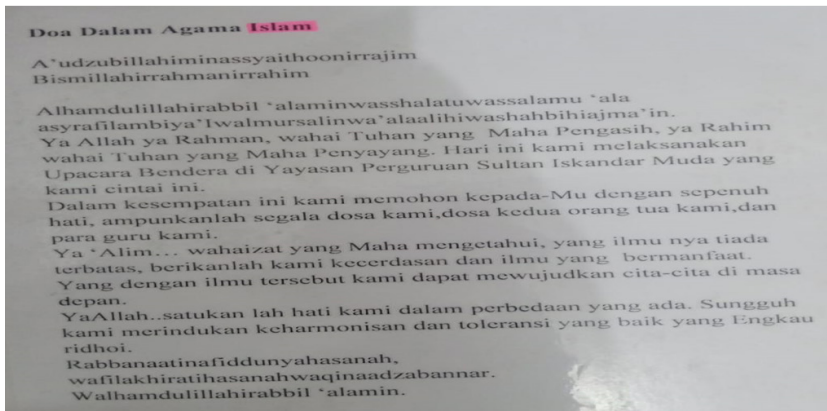 Doa Dalam Agama Islam
A'udzubillahiminassyaithoonirrajim
Bismillahirrahmanirrahim
Alhamdulillahirabbil 'alaminwasshalatuwassalamu 'ala
asyrafilambiya'Iwalmursalinwa'alaalihiwashahbihiajma'in.
Ya Allah ya Rahman, wahai Tuhan yang Maha Pengasih, ya Rahim
wahai Tuhan yang Maha Penyayang. Hari ini kami melaksanakan
Upacara Bendera di Yayasan Perguruan Sultan Iskandar Muda yang
kami cintai ini.
Dalam kesempatan ini kami memohon kepada-Mu dengan sepenuh
hati, ampunkanlah segala dosa kami,dosa kedua orang tua kami,dan
para guru kami.
Ya 'Alim... wahaizat yang Maha mengetahui, yang ilmu nya tiada
terbatas, berikanlah kami kecerdasan dan ilmu yang bermanfaat.
Yang dengan ilmu tersebut kami dapat mewujudkan cita-cita di masa
depan.
YaAllah..satukan lah hati kami dalam perbedaan yang ada. Sungguh
kami merindukan keharmonisan dan toleransi yang baik yang Engkau
ridhoi.
Rabbanaatinafiddunyahasanah,
wafilakhiratihasanahwaqinaadzabannar.
Walhamdulillahirabbil 'alamin.